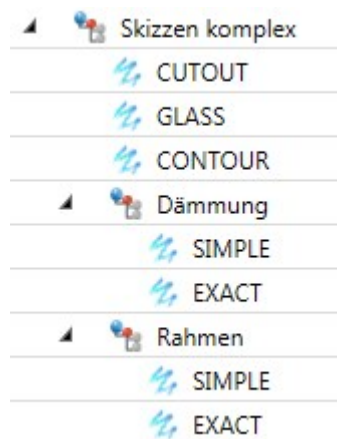 Skizzen komplex
CUTOUT
GLASS
CONTOUR
Dämmung
SIMPLE
EXACT
Rahmen
SIMPLE
EXACT